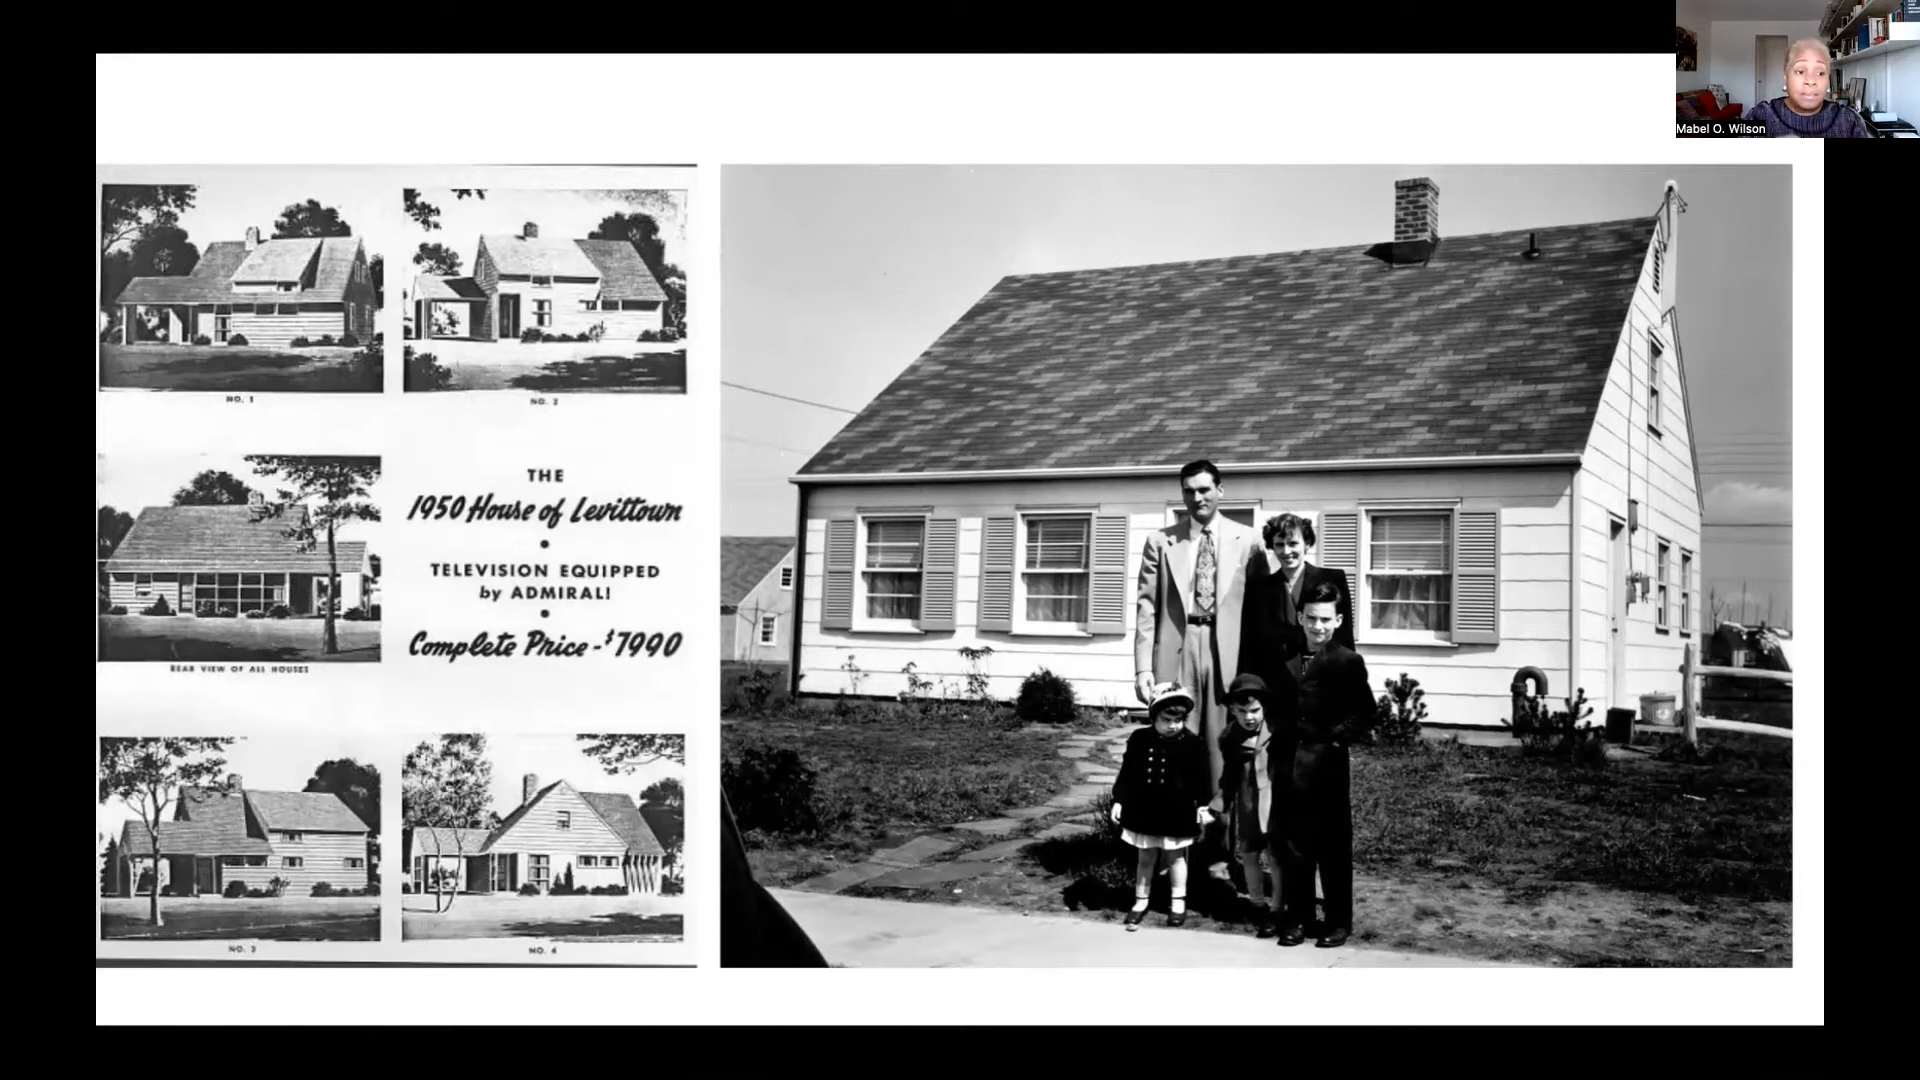 Mabel O. Wilson
NO. 1
NO. 2
THE
1950 House of Levittown
TELEVISION EQUIPPED
by ADMIRAL!
Complete Price - $7990
REAR VIEW OF ALL HOUSES
NO. 3
NO. 4